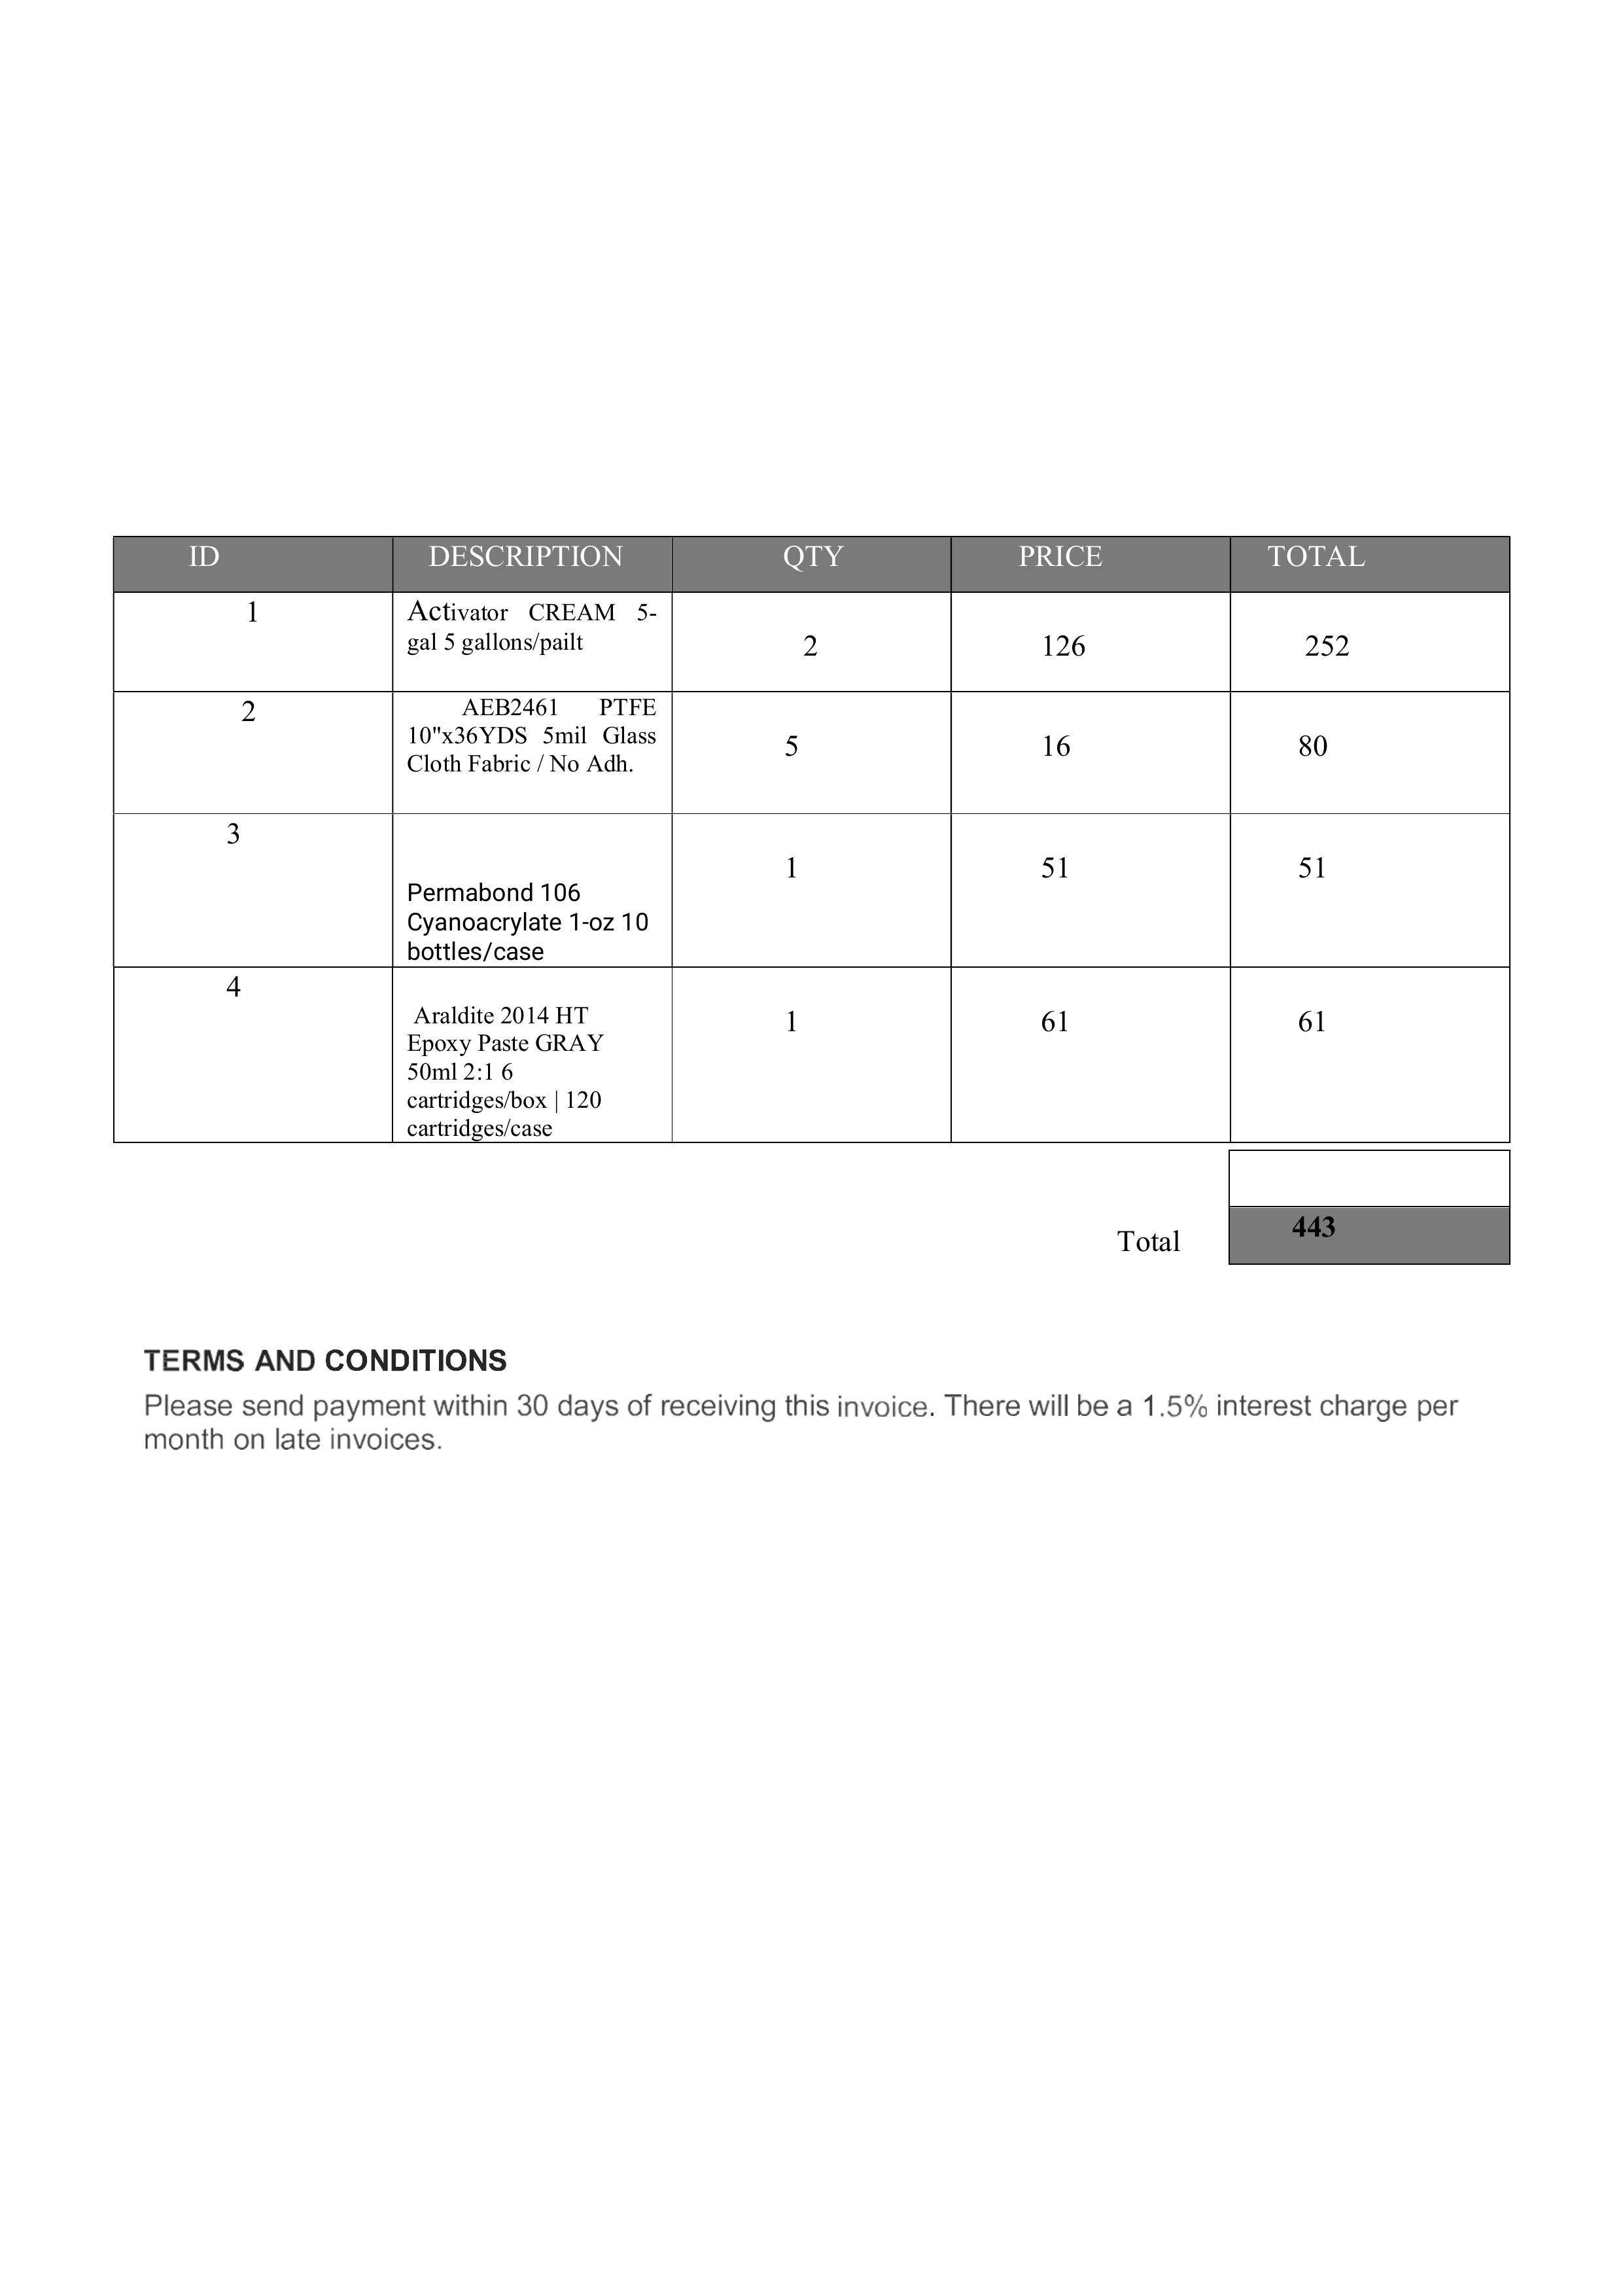 ID DESCRIPTION QTY PRICE TOTAL
1 Activator CREAM 5-
gal 5 gallons/pailt
2 126 252
2 AEB2461 PTFE
10"x36YDS 5mil Glass
Cloth Fabric / No Adh.
5 16 80
3
Permabond 106
Cyanoacrylate 1-oz 10
bottles/case
1 51 51
4
Araldite 2014 HT
Epoxy Paste GRAY
50ml 2:1 6
cartridges/box | 120
cartridges/case
1 61 61
Total 443
TERMS AND CONDITIONS
Please send payment within 30 days of receiving this invoice. There will be a 1.5% interest charge per
month on late invoices.